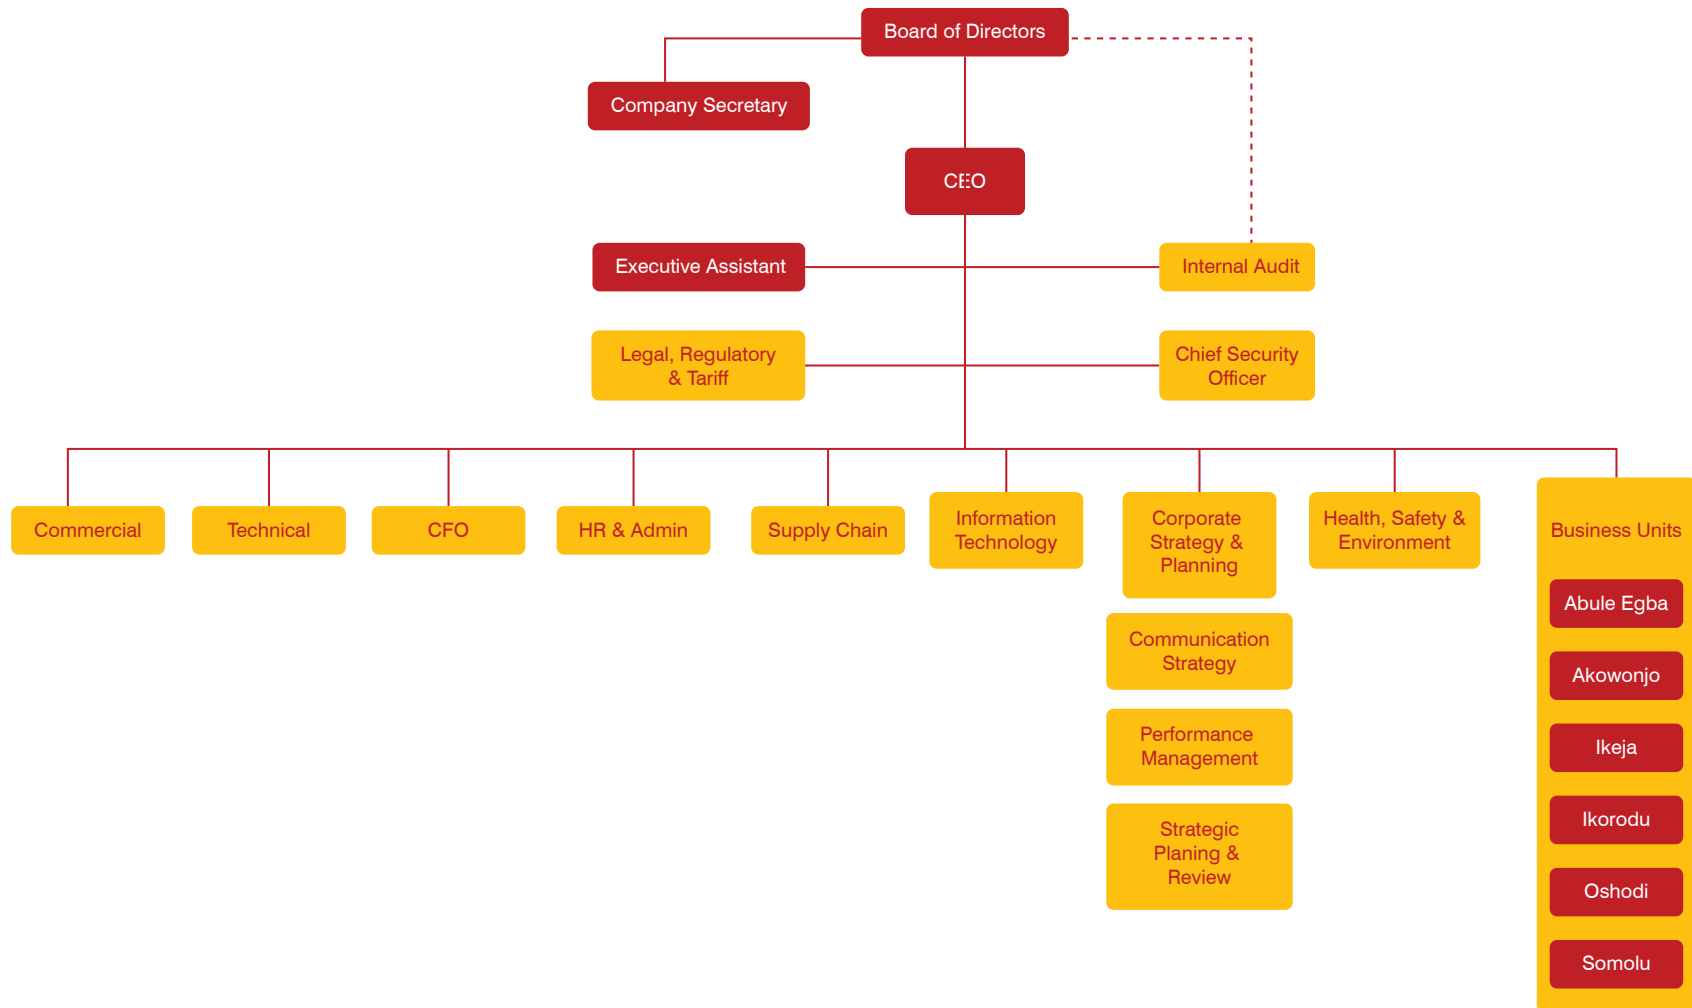 Board of Directors
Company Secretary
CEO
Executive Assistant
Internal Audit
Legal, Regulatory
& Tariff
Chief Security
Officer
Commercial
Technical
CFO
HR & Admin
Supply Chain
Information
Technology
Corporate
Strategy &
Planning
Health, Safety &
Environment
Business Units
Communication
Strategy
Performance
Management
Strategic
Planing &
Review
Abule Egba
Akowonjo
Ikeja
Ikorodu
Oshodi
Somolu